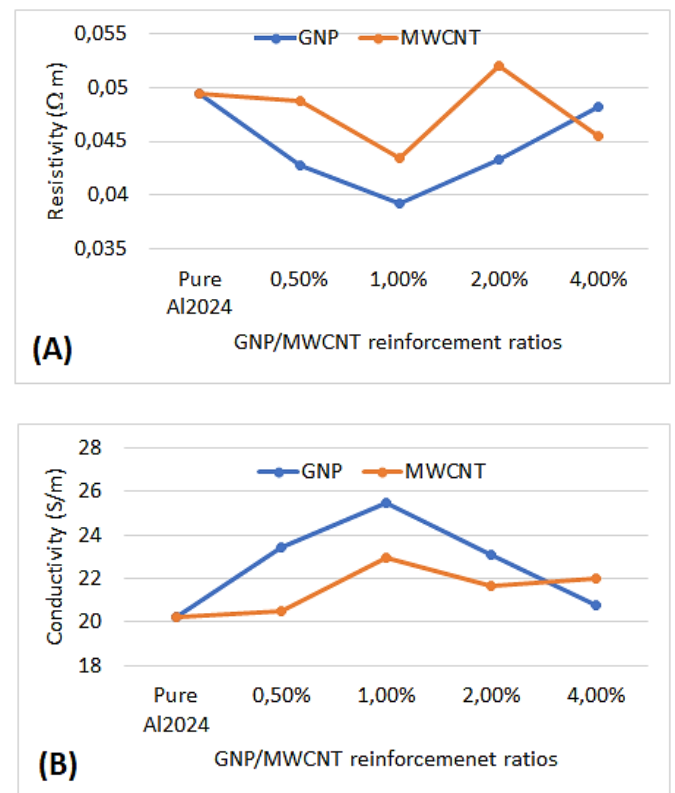 0,055
GNP MWCNT
0,05
0,045
0,04
0,035
Resistivity (Ω m)
Pure Al2024 0,50% 1,00% 2,00% 4,00%
GNP/MWCNT reinforcement ratios
(A)
28
GNP MWCNT
26
24
22
20
18
Conductivity (S/m)
Pure Al2024 0,50% 1,00% 2,00% 4,00%
GNP/MWCNT reinforcemenet ratios
(B)